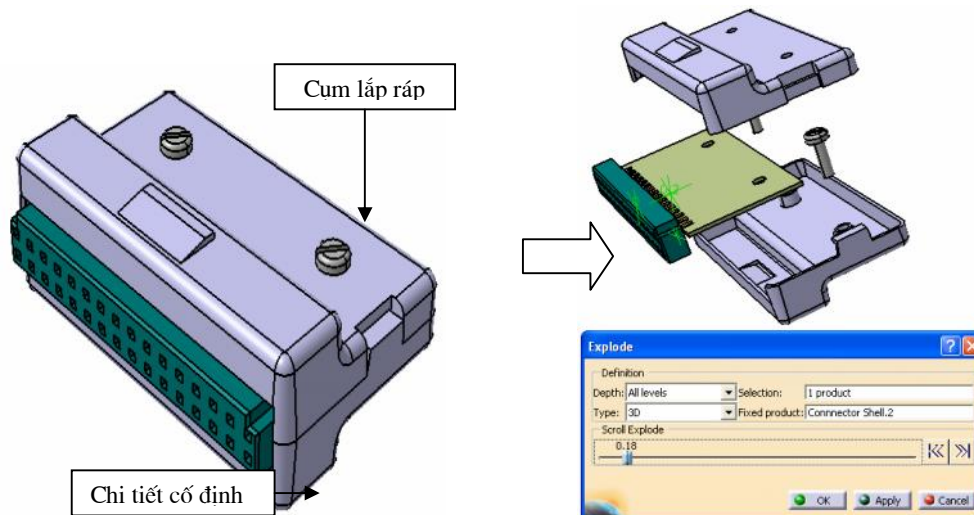 Cụm lắp ráp
Chi tiết cố định
Explode
Definition
Depth: All levels Selection: 1 product
Type: 3D Fixed product: Connnector Shell.2
Scroll Explode
0.18
OK Apply Cancel